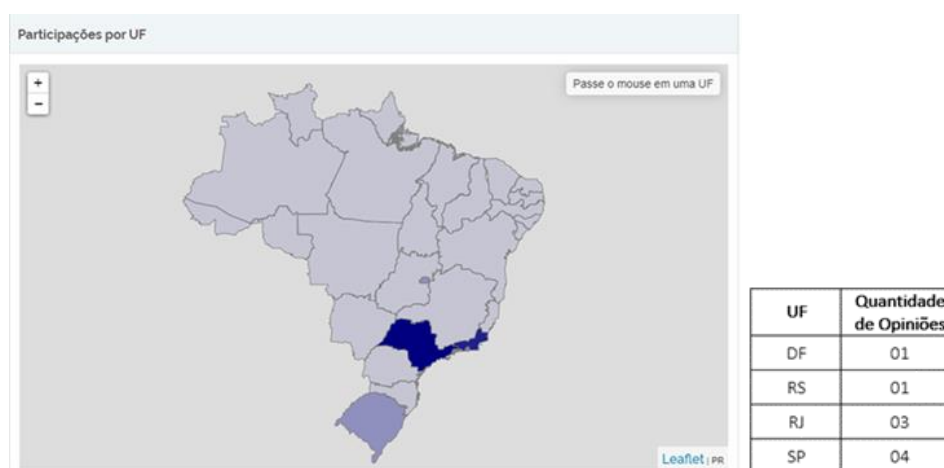 Participações por UF
+
−
Passe o mouse em uma UF
Leaflet | PR
UF Quantidade de Opiniões
DF 01
RS 01
RJ 03
SP 04